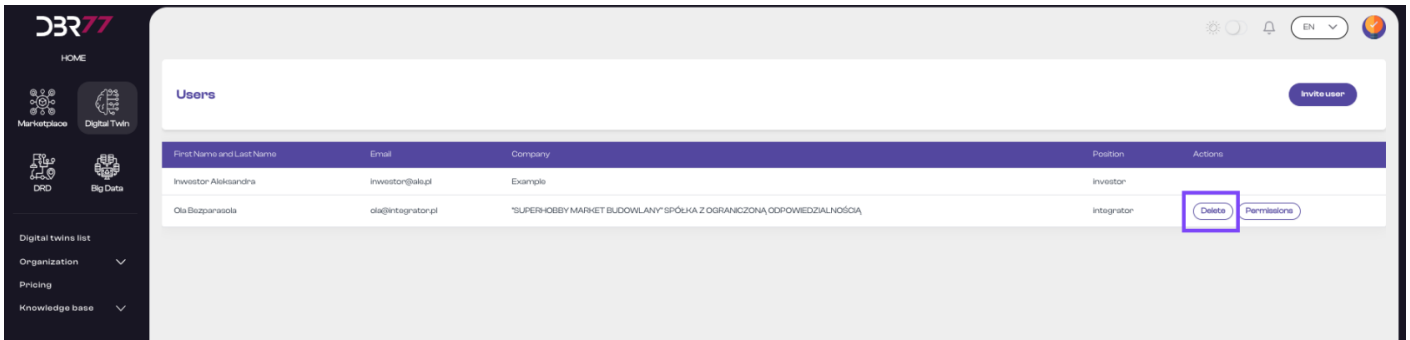 DBR77
EN
HOME
Marketplace Digital Twin
DRD Big Data
Digital twins list
Organization
Pricing
Knowledge base
Users
Invite user
First Name and Last Name Email Company Position Actions
Inwestor Aleksandra inwestor@ale.pl Example investor
Ola Bezparasola ola@integrator.pl "SUPERHOBBY MARKET BUDOWLANY" SPÓŁKA Z OGRANICZONĄ ODPOWIEDZIALNOŚCIĄ integrator Delete Permissions